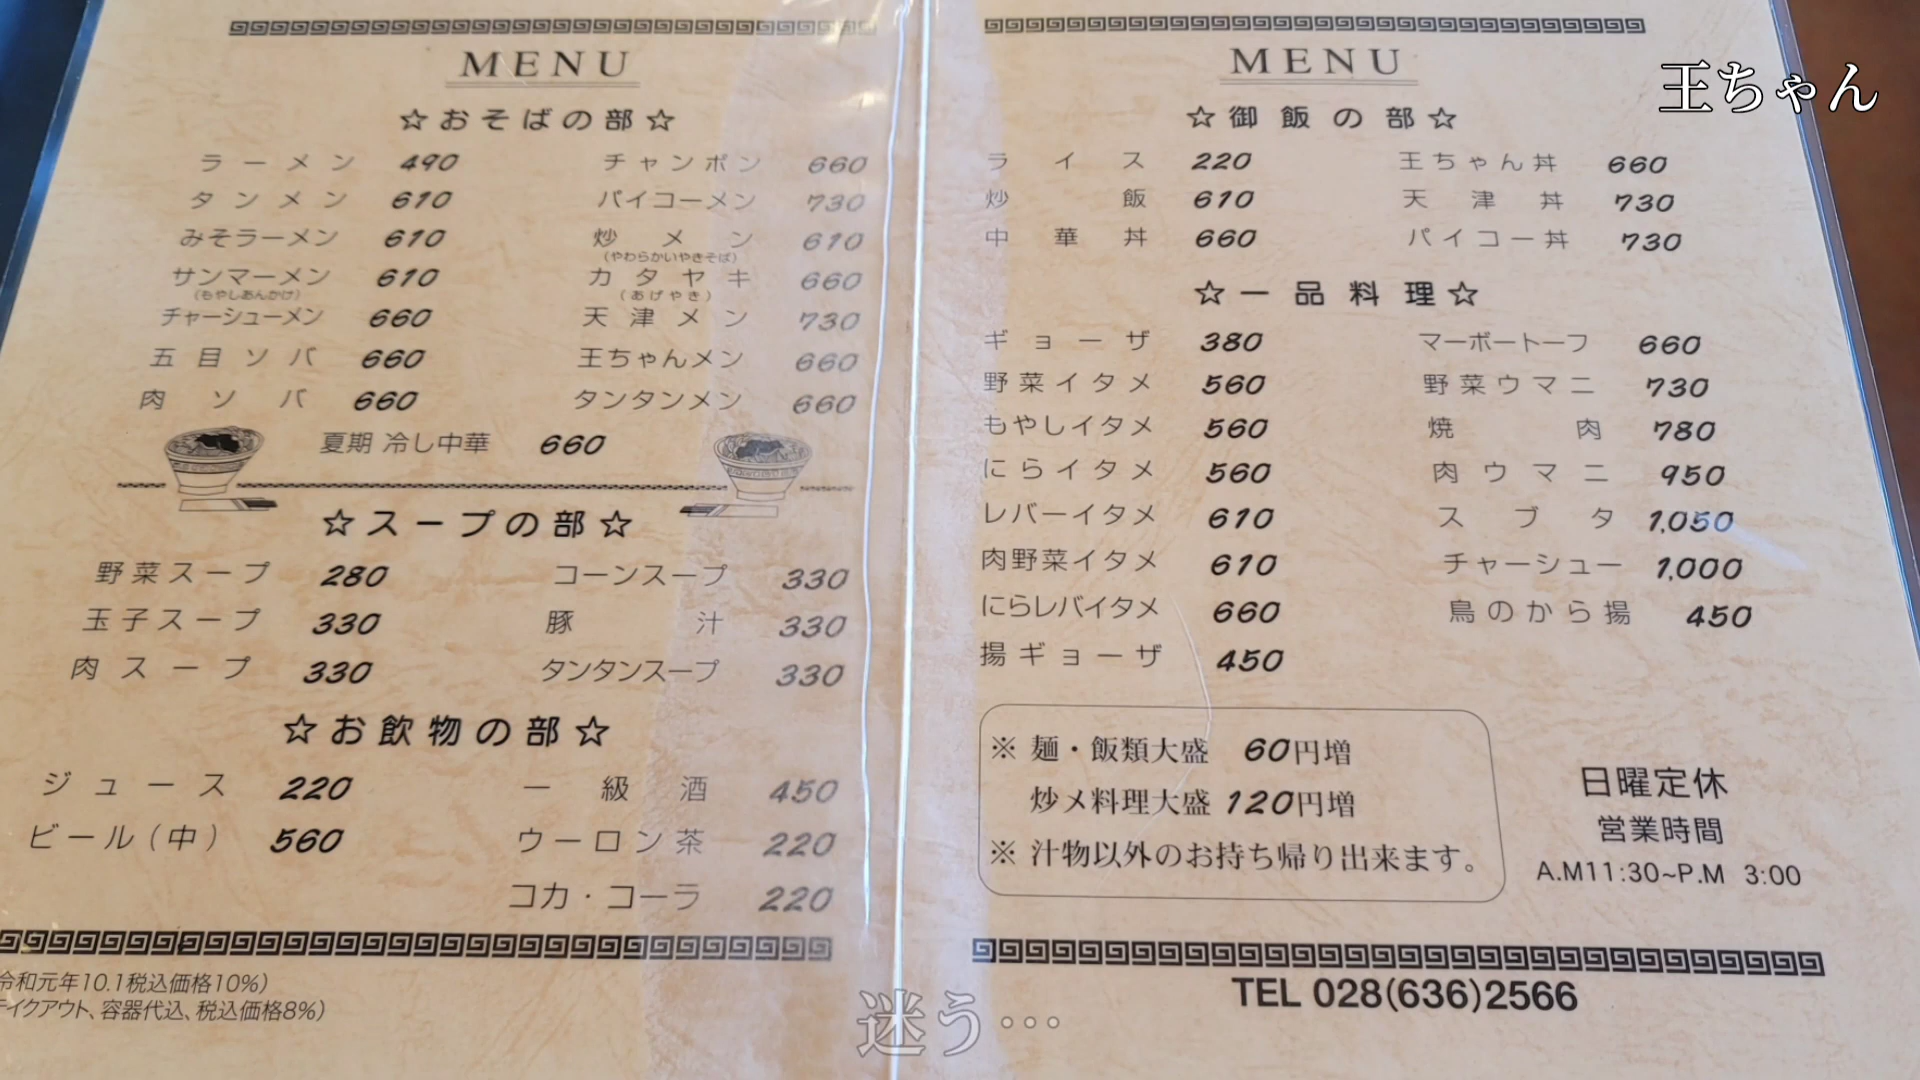 王ちゃん
MENU
☆おそばの部☆
ラーメン 490
タンメン 610
みそラーメン 610
サンマーメン 610
(もやしあんかけ)
チャーシューメン 660
五目ソバ 660
肉ソバ 660
チャンポン 660
パイコーメン 730
炒メン 610
(やわらかいやきそば)
カタヤキ 660
(あげやき)
天津メン 730
王ちゃんメン 660
タンタンメン 660
夏期 冷し中華 660
☆スープの部☆
野菜スープ 280
玉子スープ 330
肉スープ 330
コーンスープ 330
豚汁 330
タンタンスープ 330
☆お飲物の部☆
ジュース 220
ビール(中) 560
一級酒 450
ウーロン茶 220
コカ・コーラ 220
令和元年10.1税込価格10%)
テイクアウト、容器代込、税込価格8%)
MENU
☆御飯の部☆
ライス 220
炒飯 610
中華丼 660
王ちゃん丼 660
天津丼 730
パイコー丼 730
☆一品料理☆
ギョーザ 380
野菜イタメ 560
もやしイタメ 560
にらイタメ 560
レバーイタメ 610
肉野菜イタメ 610
にらレバイタメ 660
揚ギョーザ 450
マーボートーフ 660
野菜ウマニ 730
焼肉 780
肉ウマニ 950
スブタ 1,050
チャーシュー 1,000
鳥のから揚 450
※ 麺・飯類大盛 60円増
炒メ料理大盛 120円増
※ 汁物以外のお持ち帰り出来ます。
日曜定休
営業時間
A.M11:30~P.M 3:00
TEL 028(636)2566
迷う…